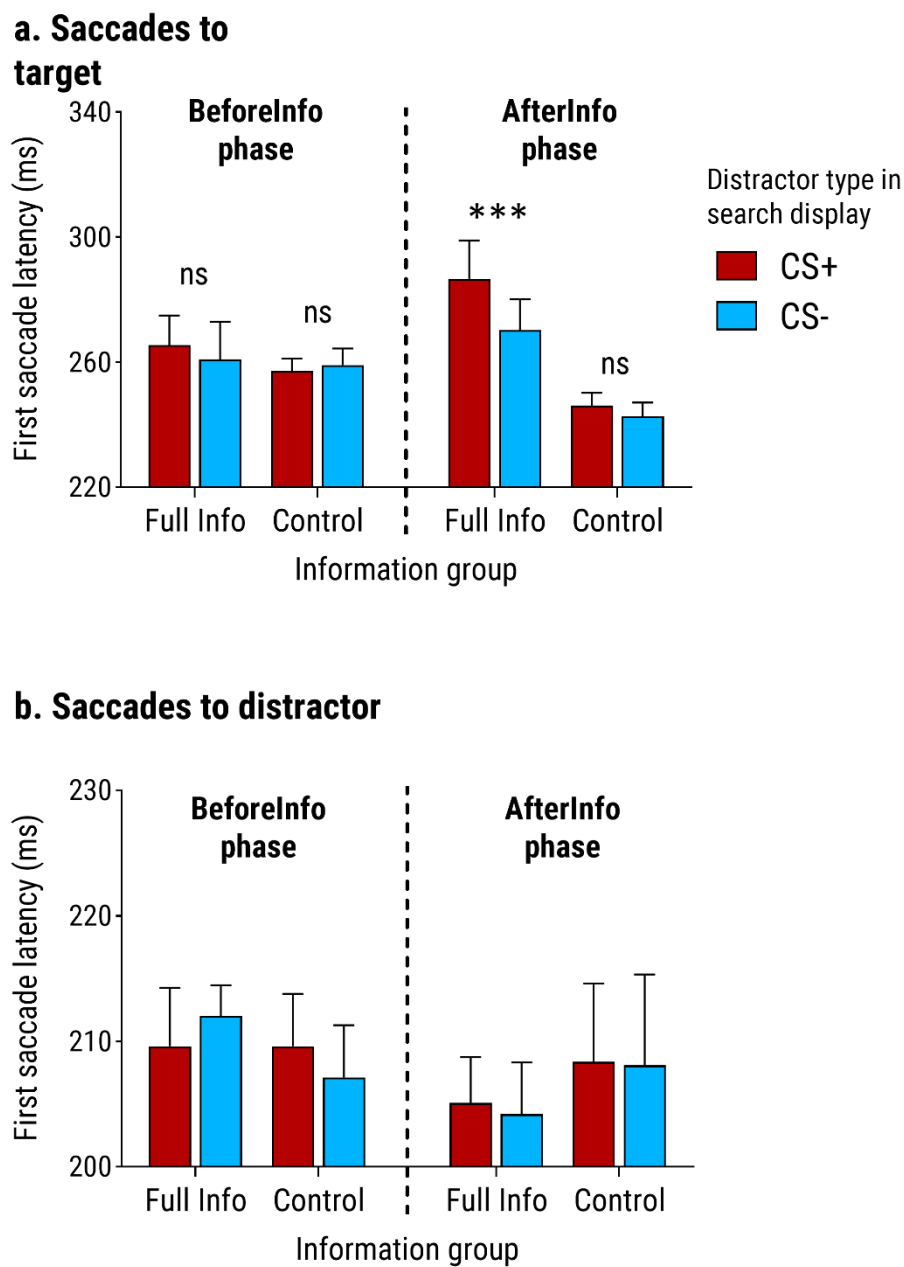 a. Saccades to
target
First saccade latency (ms)
340
300
260
220
BeforeInfo
phase
AfterInfo
phase
ns
ns
***
ns
Full Info
Control
Full Info
Control
Information group
Distractor type in
search display
CS+
CS-
b. Saccades to distractor
First saccade latency (ms)
230
220
210
200
BeforeInfo
phase
AfterInfo
phase
Full Info
Control
Full Info
Control
Information group